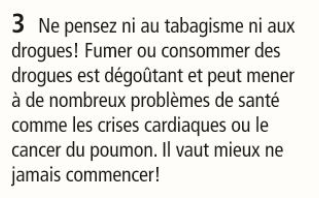 3 Ne pensez ni au tabagisme ni aux
drogues! Fumer ou consommer des
drogues est dégoûtant et peut mener
à de nombreux problèmes de santé
comme les crises cardiaques ou le
cancer du poumon. Il vaut mieux ne
jamais commencer!